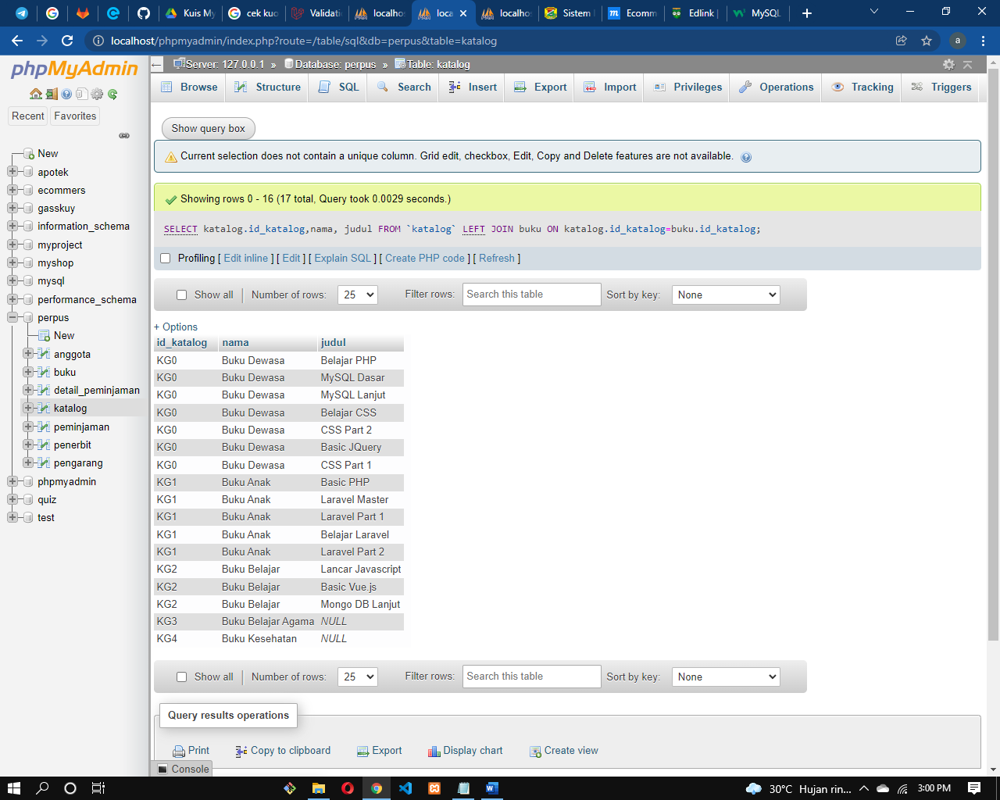 Kuis My
cek kuo
Validati
localhos
loca
localhos
Sistem
Ecomm
Edlink |
MySQL
localhost/phpmyadmin/index.php?route=/table/sql&db=perpus&table=katalog
a
phpMyAdmin
Recent
Favorites
New
apotek
ecommers
gasskuy
information_schema
myproject
myshop
mysql
performance_schema
perpus
New
anggota
buku
detail_peminjaman
katalog
peminjaman
penerbit
pengarang
phpmyadmin
quiz
test
Server: 127.0.0.1 » Database: perpus » Table: katalog
Browse Structure SQL Search Insert Export Import Privileges Operations Tracking Triggers
Show query box
Current selection does not contain a unique column. Grid edit, checkbox, Edit, Copy and Delete features are not available.
Showing rows 0 - 16 (17 total, Query took 0.0029 seconds.)
SELECT katalog.id_katalog,nama, judul FROM `katalog` LEFT JOIN buku ON katalog.id_katalog=buku.id_katalog;
Profiling [ Edit inline ] [ Edit ] [ Explain SQL ] [ Create PHP code ] [ Refresh ]
Show all | Number of rows: 25 Filter rows: Search this table Sort by key: None
+ Options
id_katalog nama judul
KG0 Buku Dewasa Belajar PHP
KG0 Buku Dewasa MySQL Dasar
KG0 Buku Dewasa MySQL Lanjut
KG0 Buku Dewasa Belajar CSS
KG0 Buku Dewasa CSS Part 2
KG0 Buku Dewasa Basic JQuery
KG0 Buku Dewasa CSS Part 1
KG1 Buku Anak Basic PHP
KG1 Buku Anak Laravel Master
KG1 Buku Anak Laravel Part 1
KG1 Buku Anak Belajar Laravel
KG1 Buku Anak Laravel Part 2
KG2 Buku Belajar Lancar Javascript
KG2 Buku Belajar Basic Vue.js
KG2 Buku Belajar Mongo DB Lanjut
KG3 Buku Belajar Agama NULL
KG4 Buku Kesehatan NULL
Show all | Number of rows: 25 Filter rows: Search this table Sort by key: None
Query results operations
Print Copy to clipboard Export Display chart Create view
Console
30°C Hujan rin... 3:00 PM